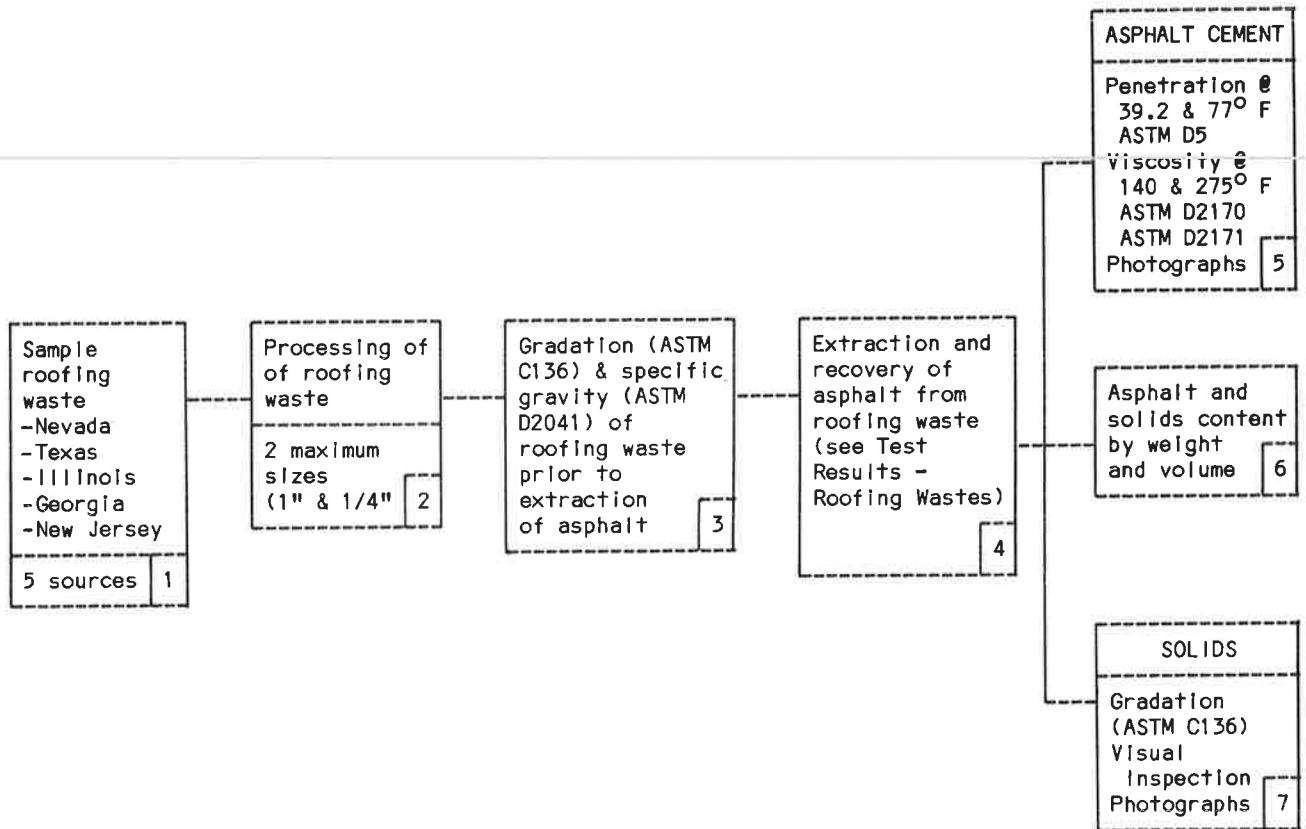 Sample
roofing
waste
-Nevada
-Texas
-Illinois
-Georgia
-New Jersey
5 sources 1
Processing of
of roofing
waste
2 maximum
sizes
(1" & 1/4" 2
Gradation (ASTM
C136) & specific
gravity (ASTM
D2041) of
roofing waste
prior to
extraction
of asphalt 3
Extraction and
recovery of
asphalt from
roofing waste
(see Test
Results -
Roofing Wastes)
4
ASPHALT CEMENT
Penetration @
39.2 & 77° F
ASTM D5
Viscosity @
140 & 275° F
ASTM D2170
ASTM D2171
Photographs 5
Asphalt and
solids content
by weight
and volume 6
SOLIDS
Gradation
(ASTM C136)
Visual
Inspection
Photographs 7